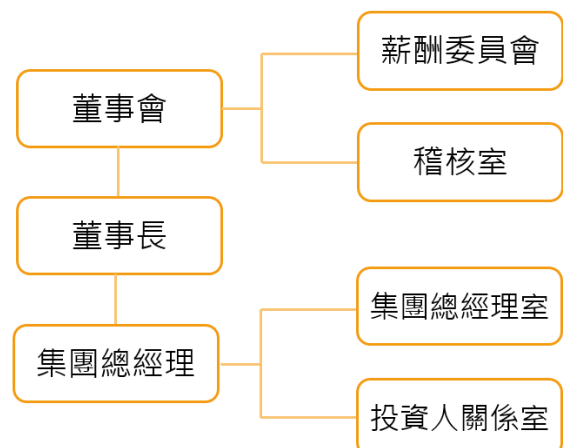 薪酬委員會
董事會
稽核室
董事長
集團總經理室
集團總經理
投資人關係室